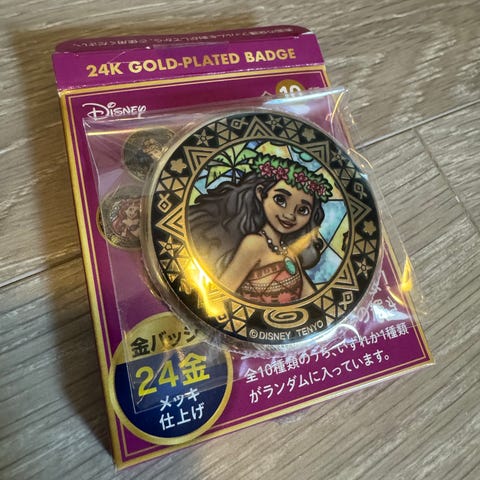 24K GOLD-PLATED BADGE
Disney
10
© DISNEY TENYO
金バッジ
24金
メッキ
仕上げ
全10種類のうち、いずれか1種類
がランダムに入っています。